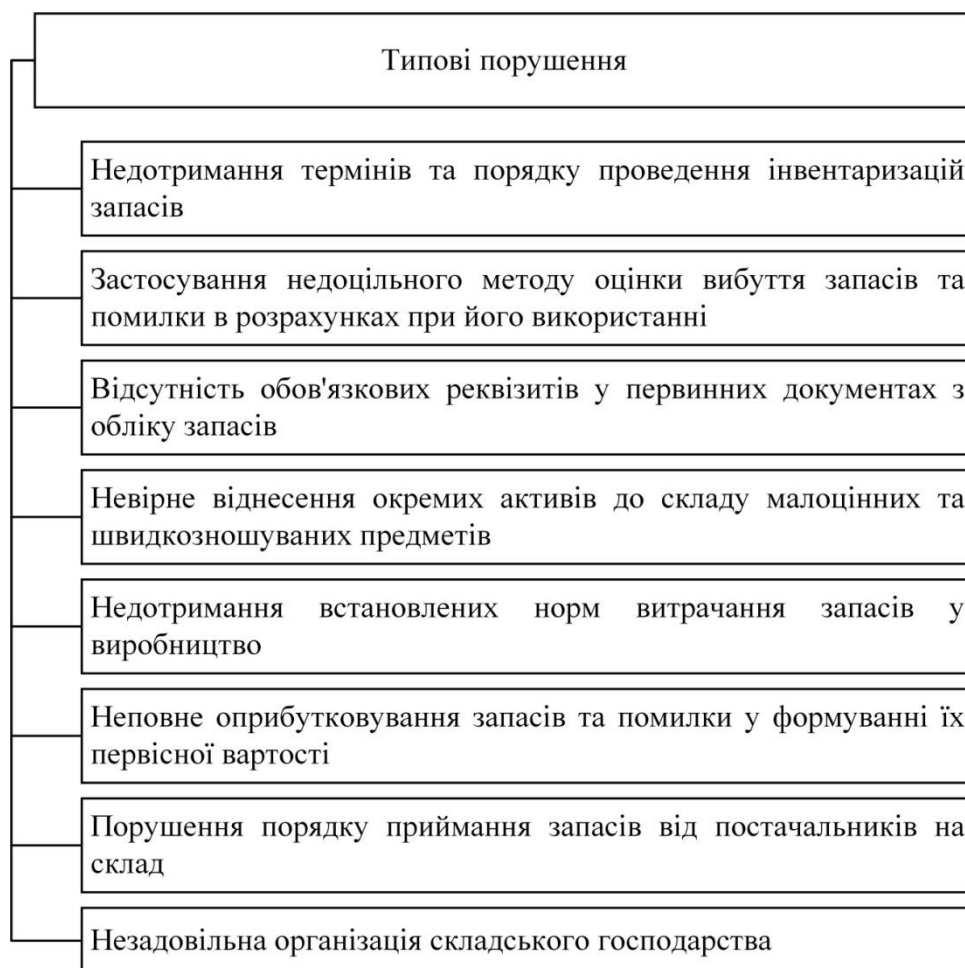 Типові порушення
Недотримання термінів та порядку проведення інвентаризацій
запасів
Застосування недоцільного методу оцінки вибуття запасів та
помилки в розрахунках при його використанні
Відсутність обов'язкових реквізитів у первинних документах з
обліку запасів
Невірне віднесення окремих активів до складу малоцінних та
швидкозношуваних предметів
Недотримання встановлених норм витрачання запасів у
виробництво
Неповне оприбутковування запасів та помилки у формуванні їх
первісної вартості
Порушення порядку приймання запасів від постачальників на
склад
Незадовільна організація складського господарства